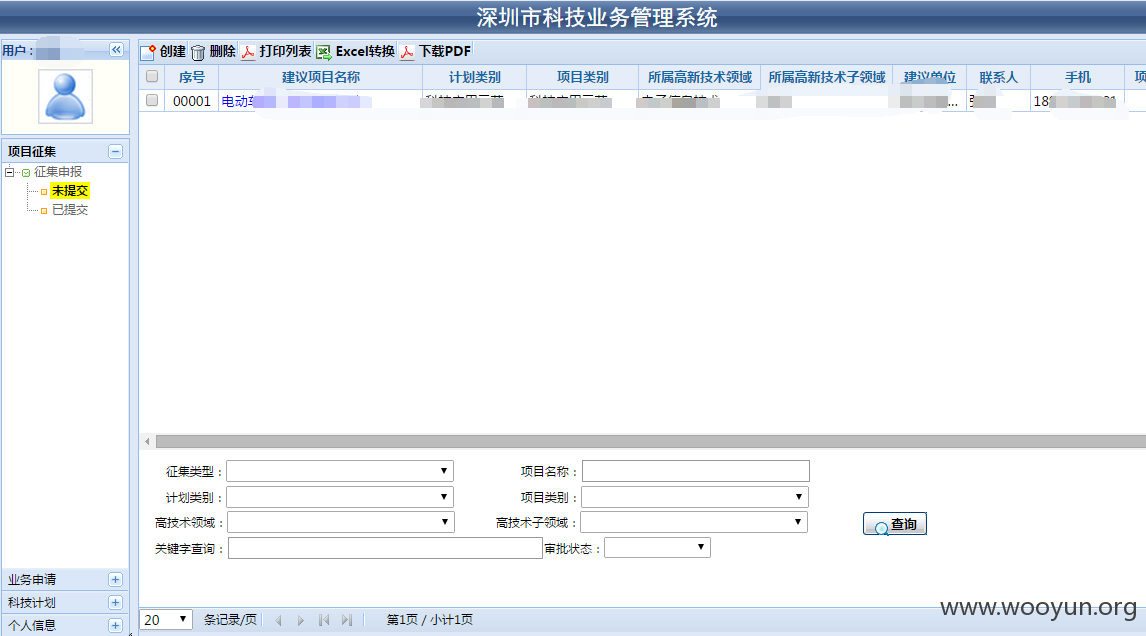 深圳市科技业务管理系统
用户：
创建 删除 打印列表 Excel转换 下载PDF
序号 建议项目名称 计划类别 项目类别 所属高新技术领域 所属高新技术子领域 建议单位 联系人 手机 项
00001 电动 ... 18
项目征集
征集申报
未提交
已提交
征集类型： 项目名称：
计划类别： 项目类别：
高技术领域： 高技术子领域：
查询
关键字查询： 审批状态：
业务申请
科技计划
个人信息
20 条记录/页 第1页 / 小计1页
www.wooyun.org